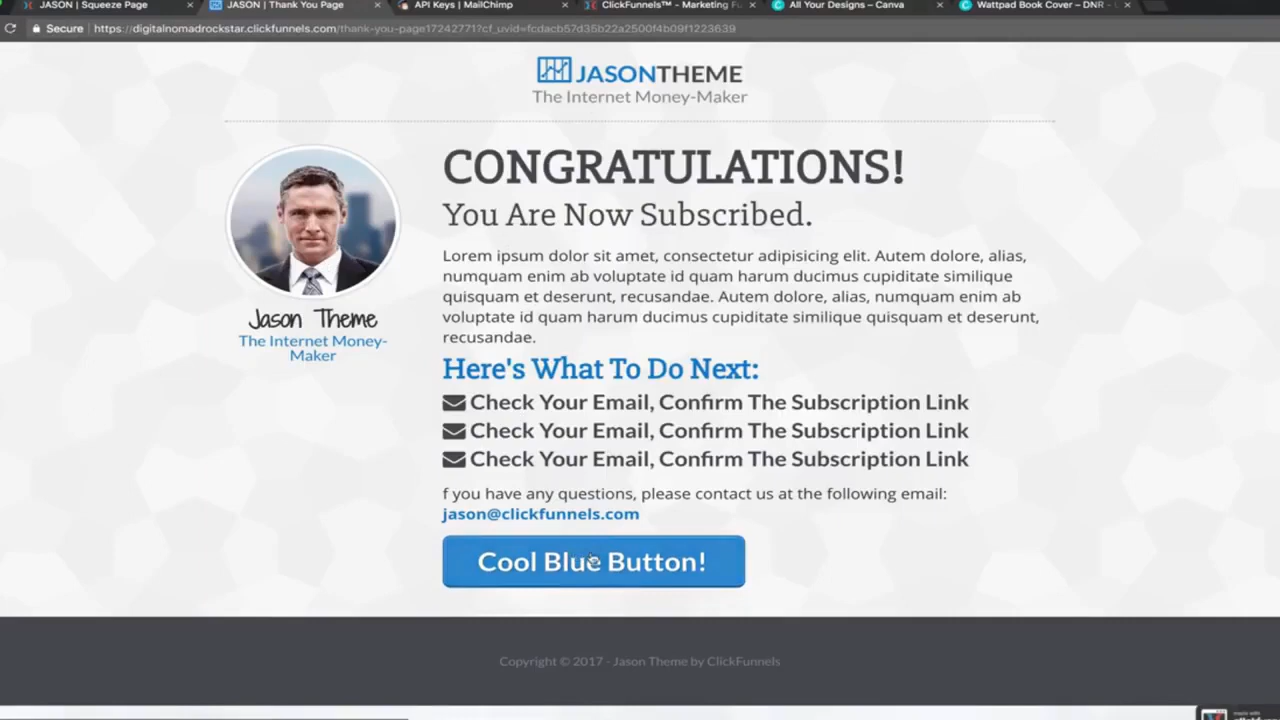 JASON | Squeeze Page
JASON | Thank You Page
API Keys | MailChimp
ClickFunnels™ - Marketing Fu
All Your Designs – Canva
Wattpad Book Cover – DNR -
Secure
https://digitalnomadrockstar.clickfunnels.com/thank-you-page17242771?cf_uvid=fcdacb57d35b22a2500f4b09f1223639
JASONTHEME
The Internet Money-Maker
CONGRATULATIONS!
You Are Now Subscribed.
Lorem ipsum dolor sit amet, consectetur adipisicing elit. Autem dolore, alias,
numquam enim ab voluptate id quam harum ducimus cupiditate similique
quisquam et deserunt, recusandae. Autem dolore, alias, numquam enim ab
voluptate id quam harum ducimus cupiditate similique quisquam et deserunt,
recusandae.
Jason Theme
The Internet Money-
Maker
Here's What To Do Next:
Check Your Email, Confirm The Subscription Link
Check Your Email, Confirm The Subscription Link
Check Your Email, Confirm The Subscription Link
f you have any questions, please contact us at the following email:
jason@clickfunnels.com
Cool Blue Button!
Copyright © 2017 - Jason Theme by ClickFunnels